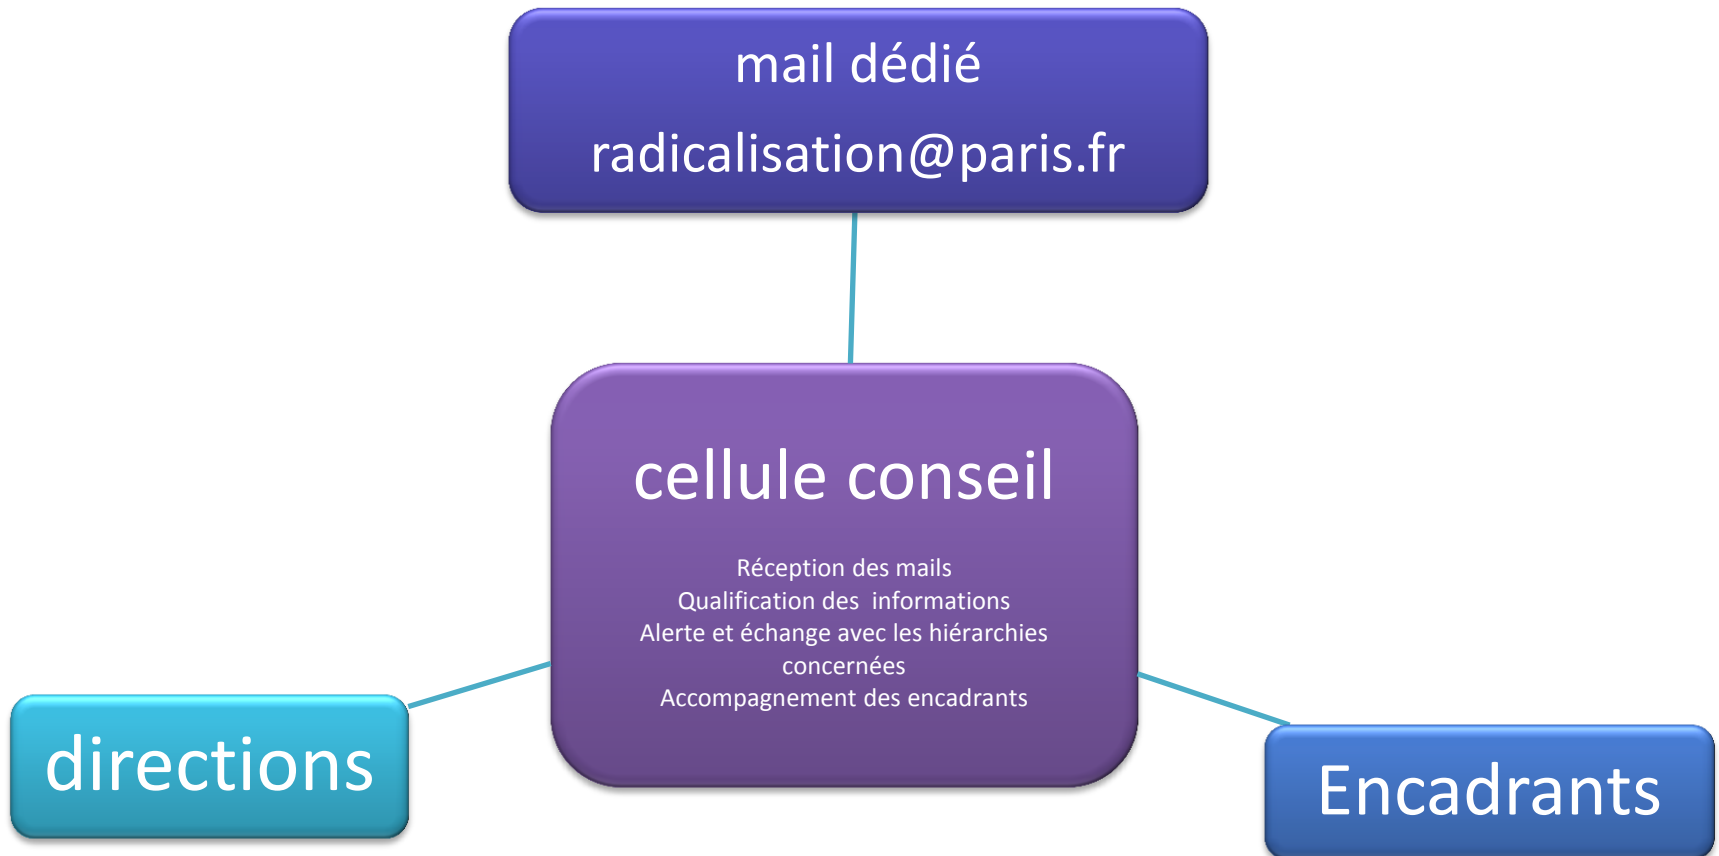 mail dédié
radicalisation@paris.fr
cellule conseil
Réception des mails
Qualification des  informations
Alerte et échange avec les hiérarchies
concernées
Accompagnement des encadrants
directions
Encadrants